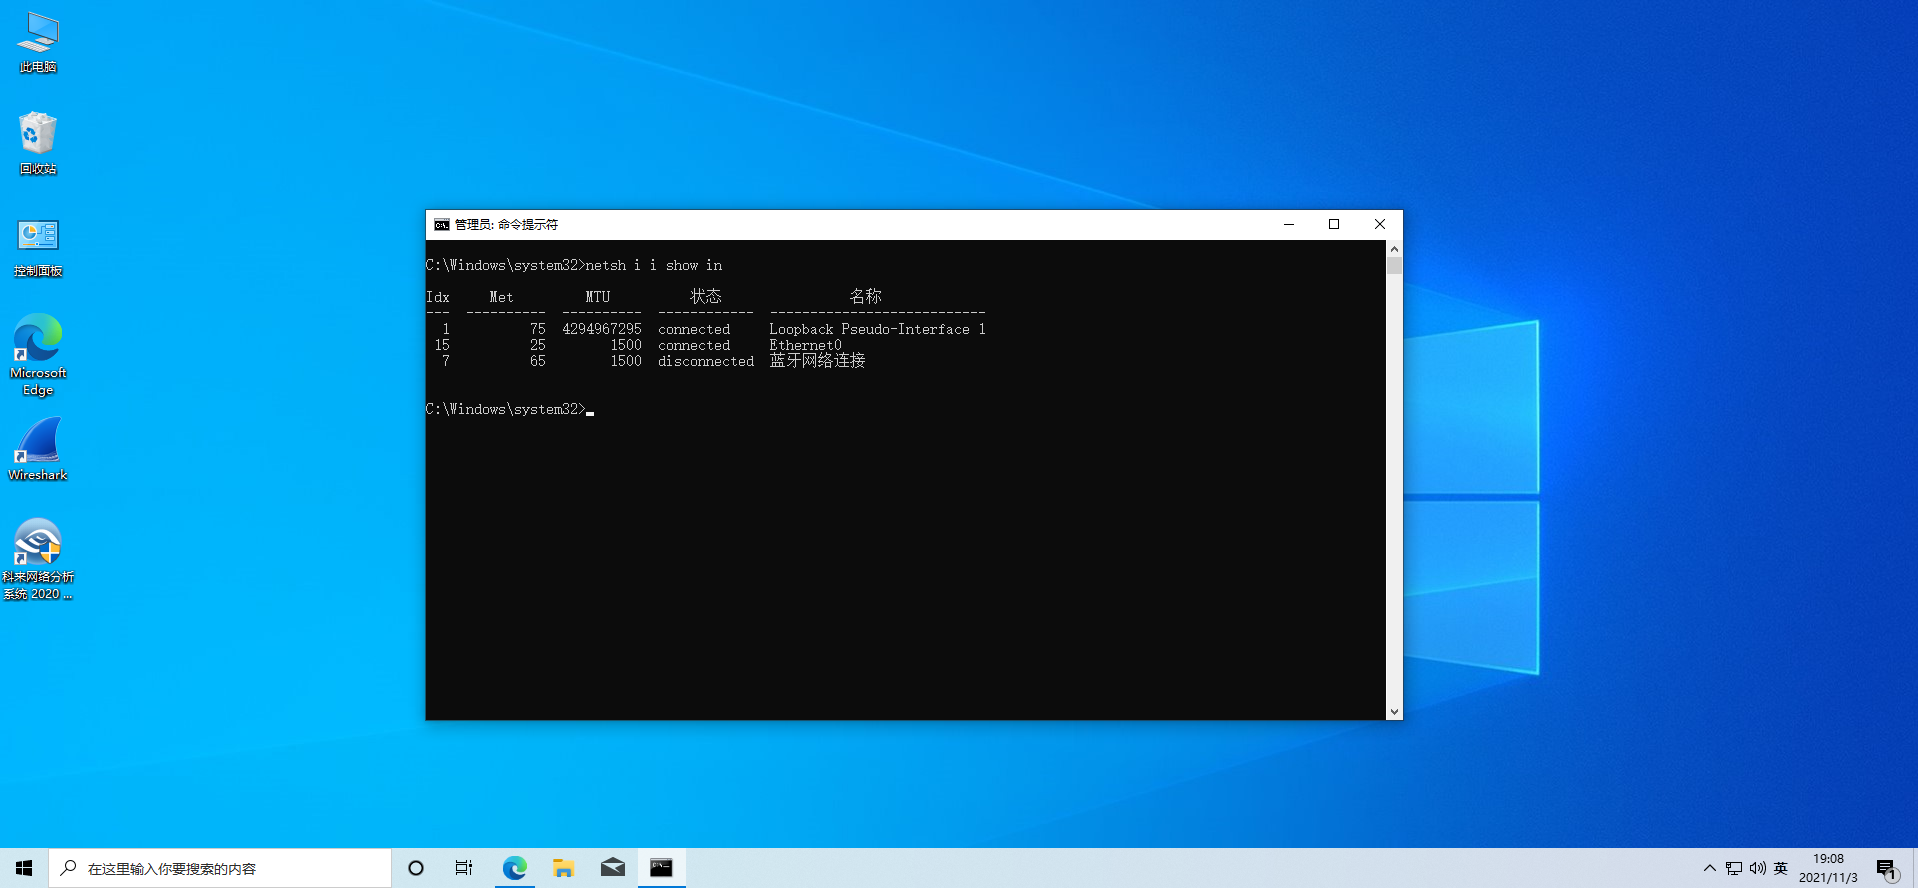 此电脑
回收站
控制面板
Microsoft
Edge
Wireshark
科来网络分析
系统 2020 ...
管理员: 命令提示符
C:\Windows\system32>netsh i i show in
Idx     Met         MTU          状态                名称
---  ----------  ----------  ------------  ---------------------------
  1          75  4294967295  connected     Loopback Pseudo-Interface 1
 15          25        1500  connected     Ethernet0
  7          65        1500  disconnected  蓝牙网络连接
C:\Windows\system32>
在这里输入你要搜索的内容
英
19:08
2021/11/3
1